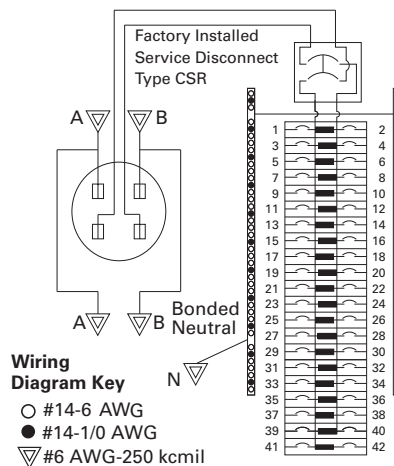 Factory Installed
Service Disconnect
Type CSR
A B
1 2
3 4
5 6
7 8
9 10
11 12
13 14
15 16
17 18
19 20
21 22
23 24
25 26
27 28
29 30
31 32
33 34
35 36
37 38
39 40
41 42
A B
Bonded
Neutral
N
Wiring
Diagram Key
#14-6 AWG
#14-1/0 AWG
#6 AWG-250 kcmil